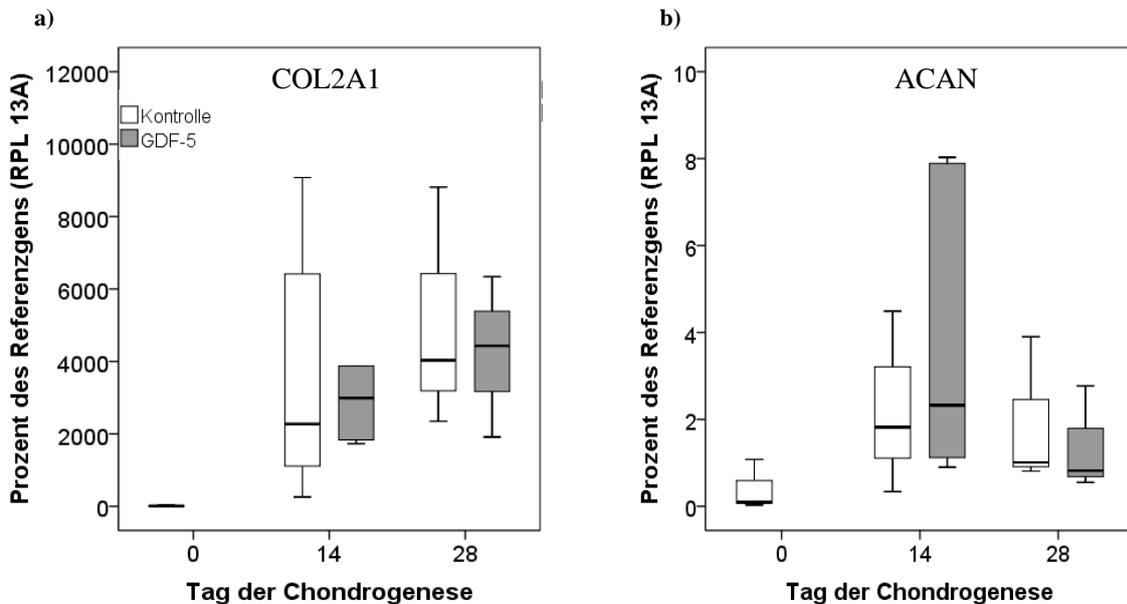 a)
COL2A1
Kontrolle
GDF-5
Prozent des Referenzgens (RPL 13A)
12000
10000
8000
6000
4000
2000
0
0 14 28
Tag der Chondrogenese
b)
ACAN
Prozent des Referenzgens (RPL 13A)
10
8
6
4
2
0
0 14 28
Tag der Chondrogenese